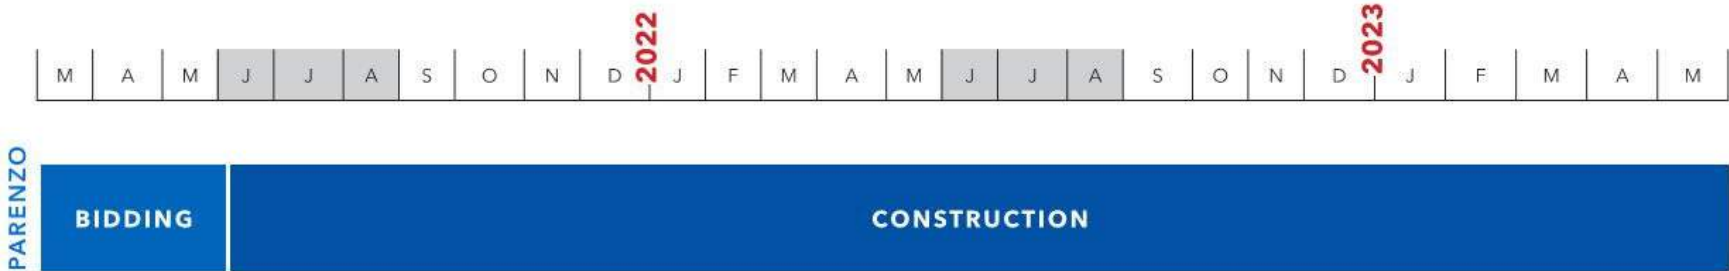 2022
2023
M A M J J A S O N D J F M A M J J A S O N D J F M A M
PARENZO
BIDDING
CONSTRUCTION